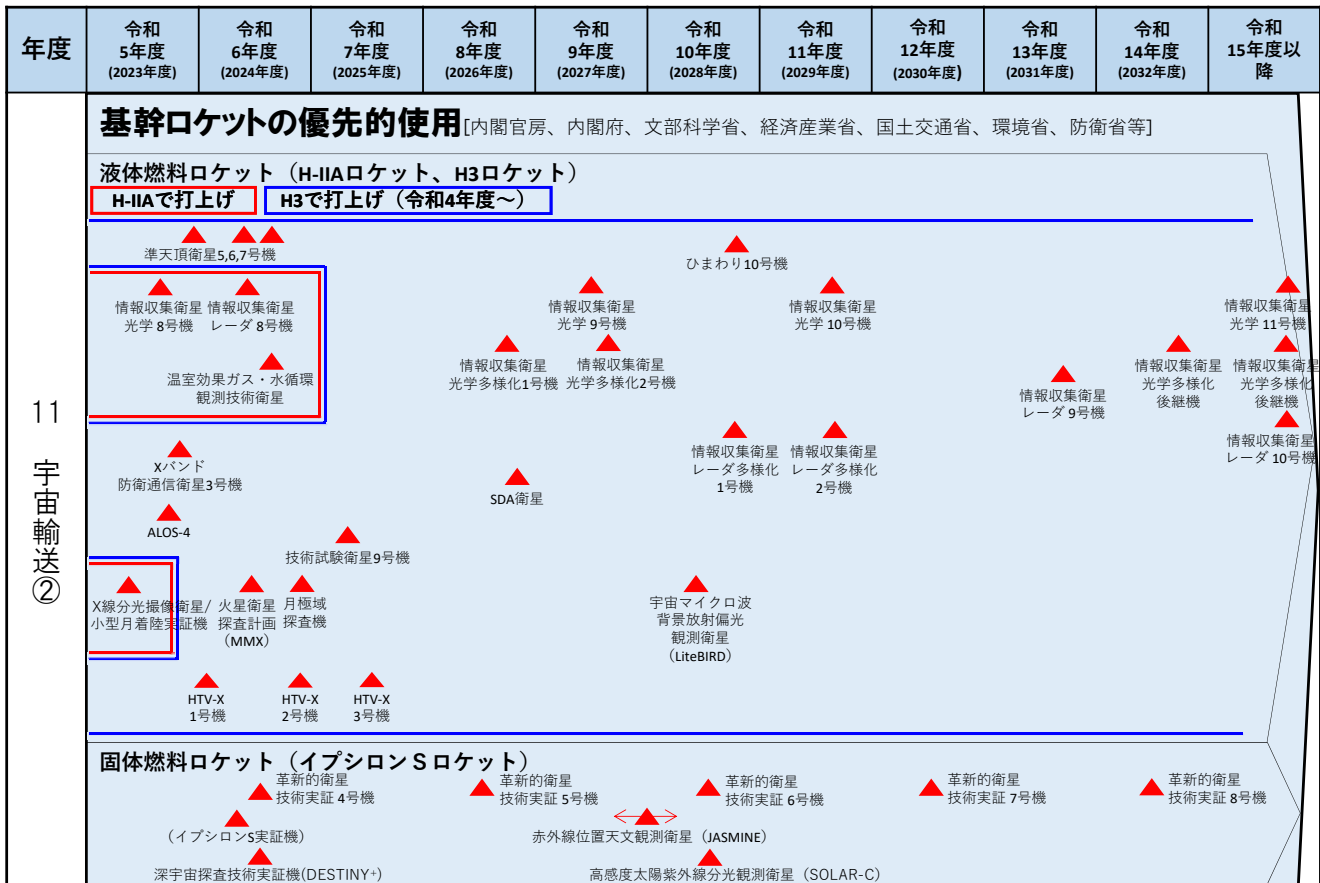 年度
令和
5年度
(2023年度)
令和
6年度
(2024年度)
令和
7年度
(2025年度)
令和
8年度
(2026年度)
令和
9年度
(2027年度)
令和
10年度
(2028年度)
令和
11年度
(2029年度)
令和
12年度
(2030年度)
令和
13年度
(2031年度)
令和
14年度
(2032年度)
令和
15年度以
降
11 宇宙輸送②
基幹ロケットの優先的使用[内閣官房、内閣府、文部科学省、経済産業省、国土交通省、環境省、防衛省等]
液体燃料ロケット（H-IIAロケット、H3ロケット）
H-IIAで打上げ
H3で打上げ（令和4年度～）
準天頂衛星5,6,7号機
ひまわり10号機
情報収集衛星
光学 8号機
情報収集衛星
レーダ 8号機
情報収集衛星
光学 9号機
情報収集衛星
光学 10号機
情報収集衛星
光学 11号機
温室効果ガス・水循環
観測技術衛星
情報収集衛星
光学多様化1号機
情報収集衛星
光学多様化2号機
情報収集衛星
レーダ 9号機
情報収集衛星
光学多様化
後継機
情報収集衛星
光学多様化
後継機
情報収集衛星
レーダ多様化
1号機
情報収集衛星
レーダ多様化
2号機
情報収集衛星
レーダ 10号機
Xバンド
防衛通信衛星3号機
SDA衛星
ALOS-4
技術試験衛星9号機
X線分光撮像衛星/
小型月着陸実証機
火星衛星
探査計画
（MMX）
月極域
探査機
宇宙マイクロ波
背景放射偏光
観測衛星
（LiteBIRD）
HTV-X
1号機
HTV-X
2号機
HTV-X
3号機
固体燃料ロケット（イプシロンＳロケット）
革新的衛星
技術実証 4号機
革新的衛星
技術実証 5号機
革新的衛星
技術実証 6号機
革新的衛星
技術実証 7号機
革新的衛星
技術実証 8号機
（イプシロンS実証機）
赤外線位置天文観測衛星（JASMINE）
深宇宙探査技術実証機(DESTINY+)
高感度太陽紫外線分光観測衛星（SOLAR-C）